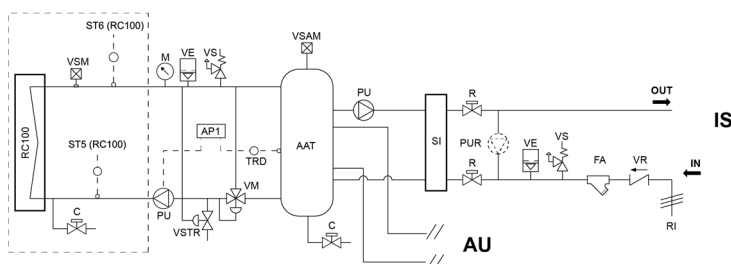 ST6 (RC100)
VSM
M
VE
VS
VSAM
RC100
ST5 (RC100)
AP1
TRD
AAT
PU
SI
R
OUT
PUR
VE
VS
FA
VR
IS
IN
C
PU
VSTR
VM
C
R
RI
AU